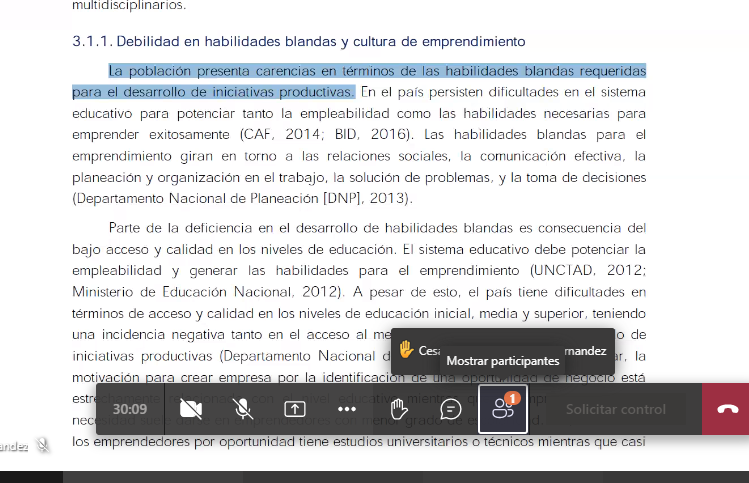 multidisciplinarios.
3.1.1. Debilidad en habilidades blandas y cultura de emprendimiento
La población presenta carencias en términos de las habilidades blandas requeridas
para el desarrollo de iniciativas productivas. En el país persisten dificultades en el sistema
educativo para potenciar tanto la empleabilidad como las habilidades necesarias para
emprender exitosamente (CAF, 2014; BID, 2016). Las habilidades blandas para el
emprendimiento giran en torno a las relaciones sociales, la comunicación efectiva, la
planeación y organización en el trabajo, la solución de problemas, y la toma de decisiones
(Departamento Nacional de Planeación [DNP], 2013).
Parte de la deficiencia en el desarrollo de habilidades blandas es consecuencia del
bajo acceso y calidad en los niveles de educación. El sistema educativo debe potenciar la
empleabilidad y generar las habilidades para el emprendimiento (UNCTAD, 2012;
Ministerio de Educación Nacional, 2012). A pesar de esto, el país tiene dificultades en
términos de acceso y calidad en los niveles de educación inicial, media y superior, teniendo
una incidencia negativa tanto en el acceso al me o de
Cesa rnandez
iniciativas productivas (Departamento Nacional d ar, la
Mostrar participantes
motivación para crear empresa por la identificación de una oportunidad de negocio está
1
30:09
Solicitar control
andez
los emprendedores por oportunidad tiene estudios universitarios o técnicos mientras que casi